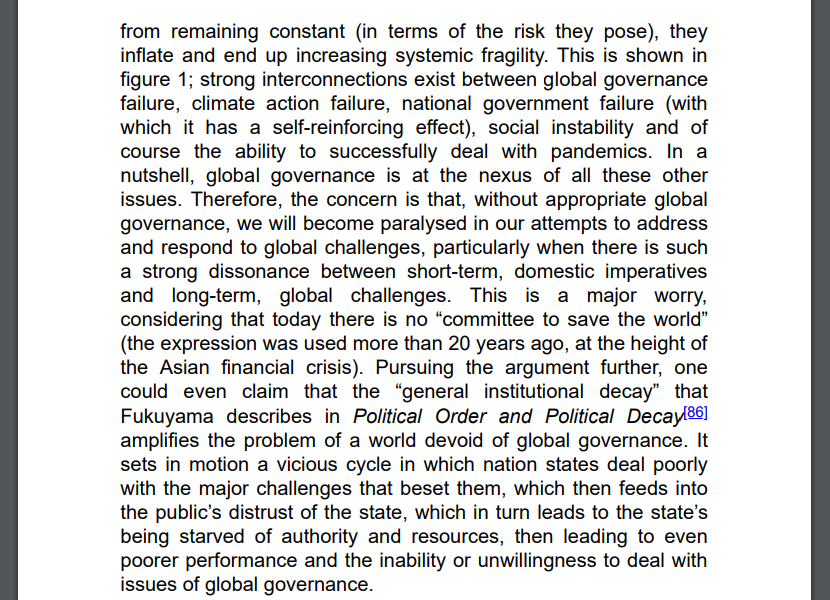 from remaining constant (in terms of the risk they pose), they
inflate and end up increasing systemic fragility. This is shown in
figure 1; strong interconnections exist between global governance
failure, climate action failure, national government failure (with
which it has a self-reinforcing effect), social instability and of
course the ability to successfully deal with pandemics. In a
nutshell, global governance is at the nexus of all these other
issues. Therefore, the concern is that, without appropriate global
governance, we will become paralysed in our attempts to address
and respond to global challenges, particularly when there is such
a strong dissonance between short-term, domestic imperatives
and long-term, global challenges. This is a major worry,
considering that today there is no “committee to save the world”
(the expression was used more than 20 years ago, at the height of
the Asian financial crisis). Pursuing the argument further, one
could even claim that the “general institutional decay” that
Fukuyama describes in Political Order and Political Decay[86]
amplifies the problem of a world devoid of global governance. It
sets in motion a vicious cycle in which nation states deal poorly
with the major challenges that beset them, which then feeds into
the public’s distrust of the state, which in turn leads to the state’s
being starved of authority and resources, then leading to even
poorer performance and the inability or unwillingness to deal with
issues of global governance.